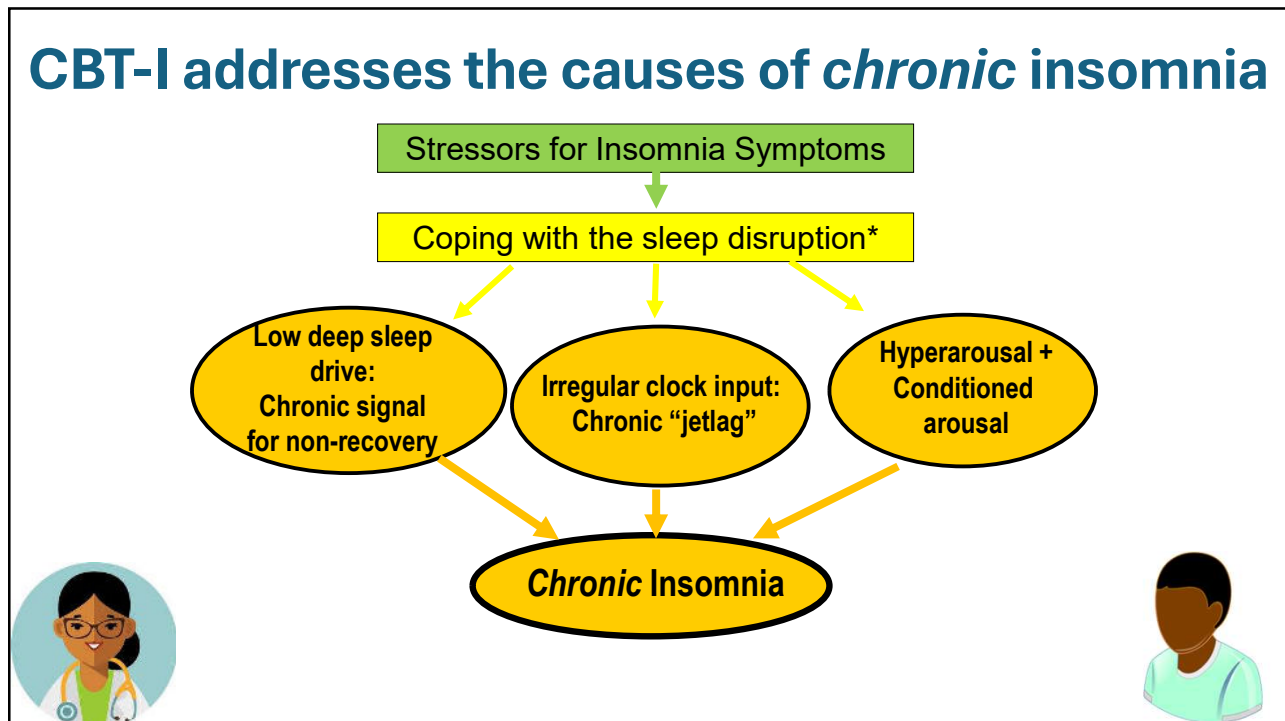 CBT-I addresses the causes of chronic insomnia
Stressors for Insomnia Symptoms
Coping with the sleep disruption*
Low deep sleep
drive:
Chronic signal
for non-recovery
Irregular clock input:
Chronic “jetlag”
Hyperarousal +
Conditioned
arousal
Chronic Insomnia